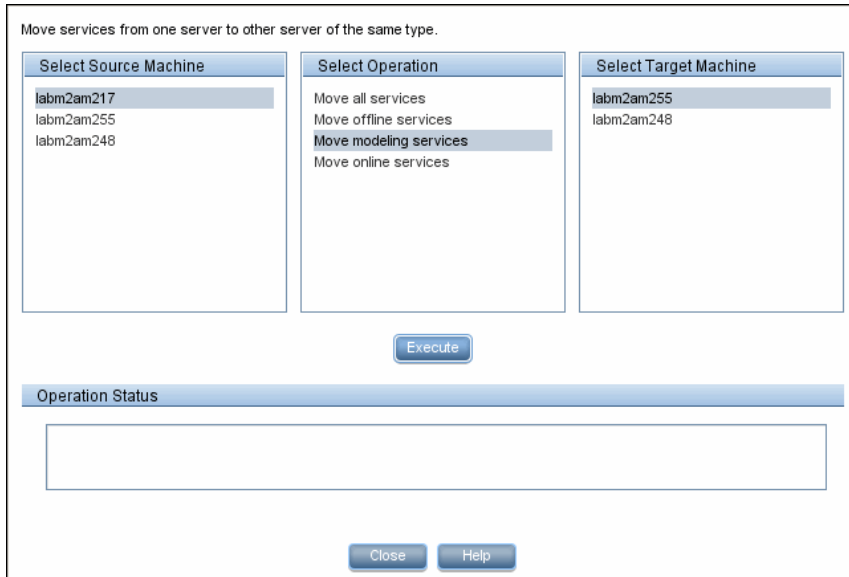 Move services from one server to other server of the same type.
Select Source Machine
labm2am217
labm2am255
labm2am248
Select Operation
Move all services
Move offline services
Move modeling services
Move online services
Select Target Machine
labm2am255
labm2am248
Execute
Operation Status
Close
Help